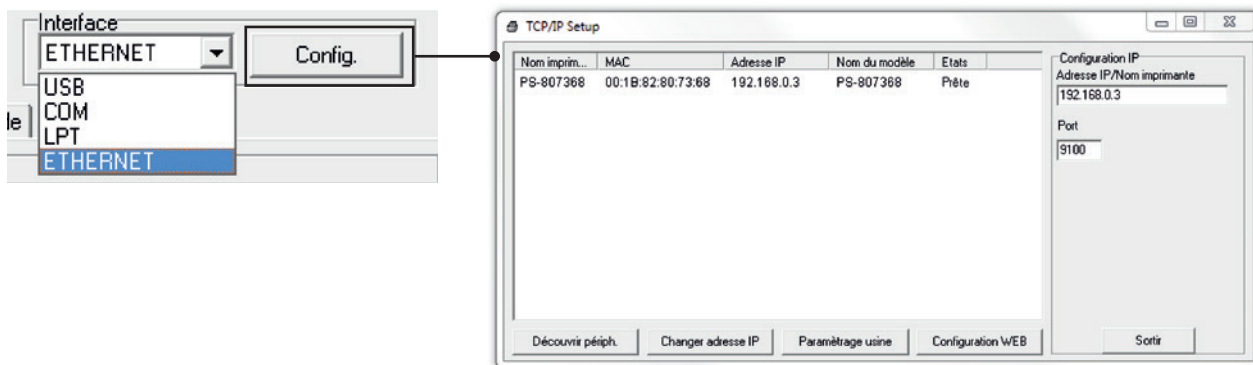 Interface
ETHERNET
Config.
USB
COM
LPT
ETHERNET
le
TCP/IP Setup
Nom imprim... MAC Adresse IP Nom du modèle Etats
PS-807368 00:1B:82:80:73:68 192.168.0.3 PS-807368 Prête
Configuration IP
Adresse IP/Nom imprimante
192.168.0.3
Port
9100
Découvrir périph. Changer adresse IP Paramètrage usine Configuration WEB Sortir